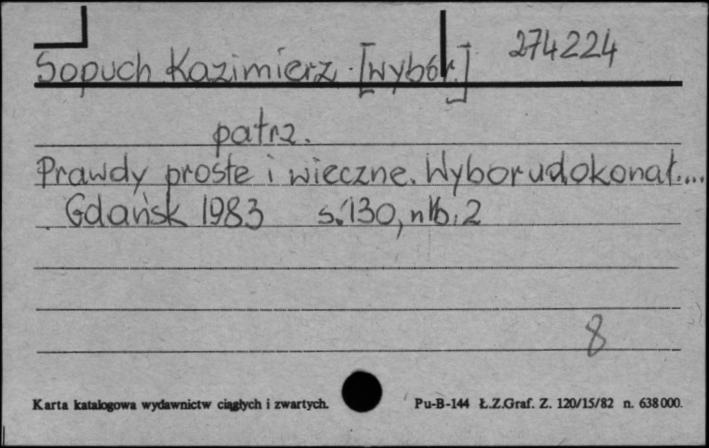 Sopuch Kazimierz. [wybór.] 274224
patrz.
Prawdy proste i wieczne. Wyboru dokonał....
Gdańsk 1983 s. 130, nlb. 2
8
Karta katalogowa wydawnictw ciągłych i zwartych. Pu-B-144 Ł.Z.Graf. Z. 120/15/82 n. 638000.